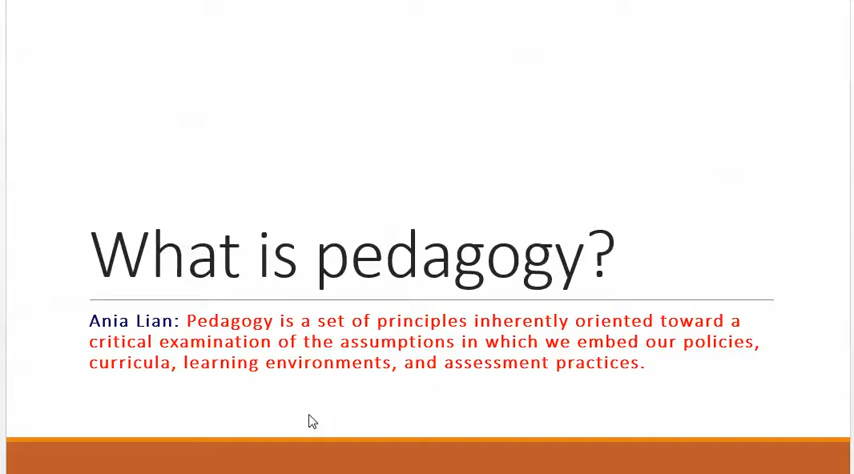 What is pedagogy?
Ania Lian: Pedagogy is a set of principles inherently oriented toward a
critical examination of the assumptions in which we embed our policies,
curricula, learning environments, and assessment practices.